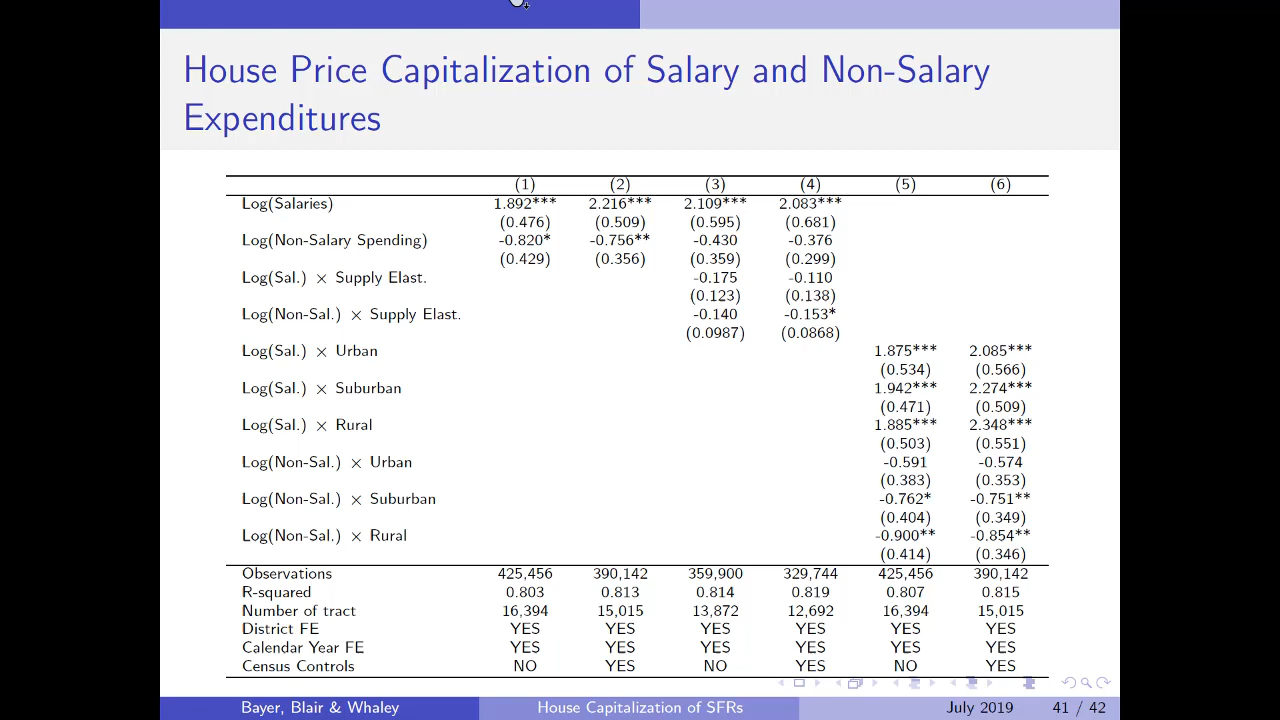 House Price Capitalization of Salary and Non-Salary
Expenditures
(1) (2) (3) (4) (5) (6)
Log(Salaries) 1.892*** 2.216*** 2.109*** 2.083***
(0.476) (0.509) (0.595) (0.681)
Log(Non-Salary Spending) -0.820* -0.756** -0.430 -0.376
(0.429) (0.356) (0.359) (0.299)
Log(Sal.) × Supply Elast. -0.175 -0.110
(0.123) (0.138)
Log(Non-Sal.) × Supply Elast. -0.140 -0.153*
(0.0987) (0.0868)
Log(Sal.) × Urban 1.875*** 2.085***
(0.534) (0.566)
Log(Sal.) × Suburban 1.942*** 2.274***
(0.471) (0.509)
Log(Sal.) × Rural 1.885*** 2.348***
(0.503) (0.551)
Log(Non-Sal.) × Urban -0.591 -0.574
(0.383) (0.353)
Log(Non-Sal.) × Suburban -0.762* -0.751**
(0.404) (0.349)
Log(Non-Sal.) × Rural -0.900** -0.854**
(0.414) (0.346)
Observations 425,456 390,142 359,900 329,744 425,456 390,142
R-squared 0.803 0.813 0.814 0.819 0.807 0.815
Number of tract 16,394 15,015 13,872 12,692 16,394 15,015
District FE YES YES YES YES YES YES
Calendar Year FE YES YES YES YES YES YES
Census Controls NO YES NO YES NO YES
Bayer, Blair & Whaley House Capitalization of SFRs July 2019 41 / 42